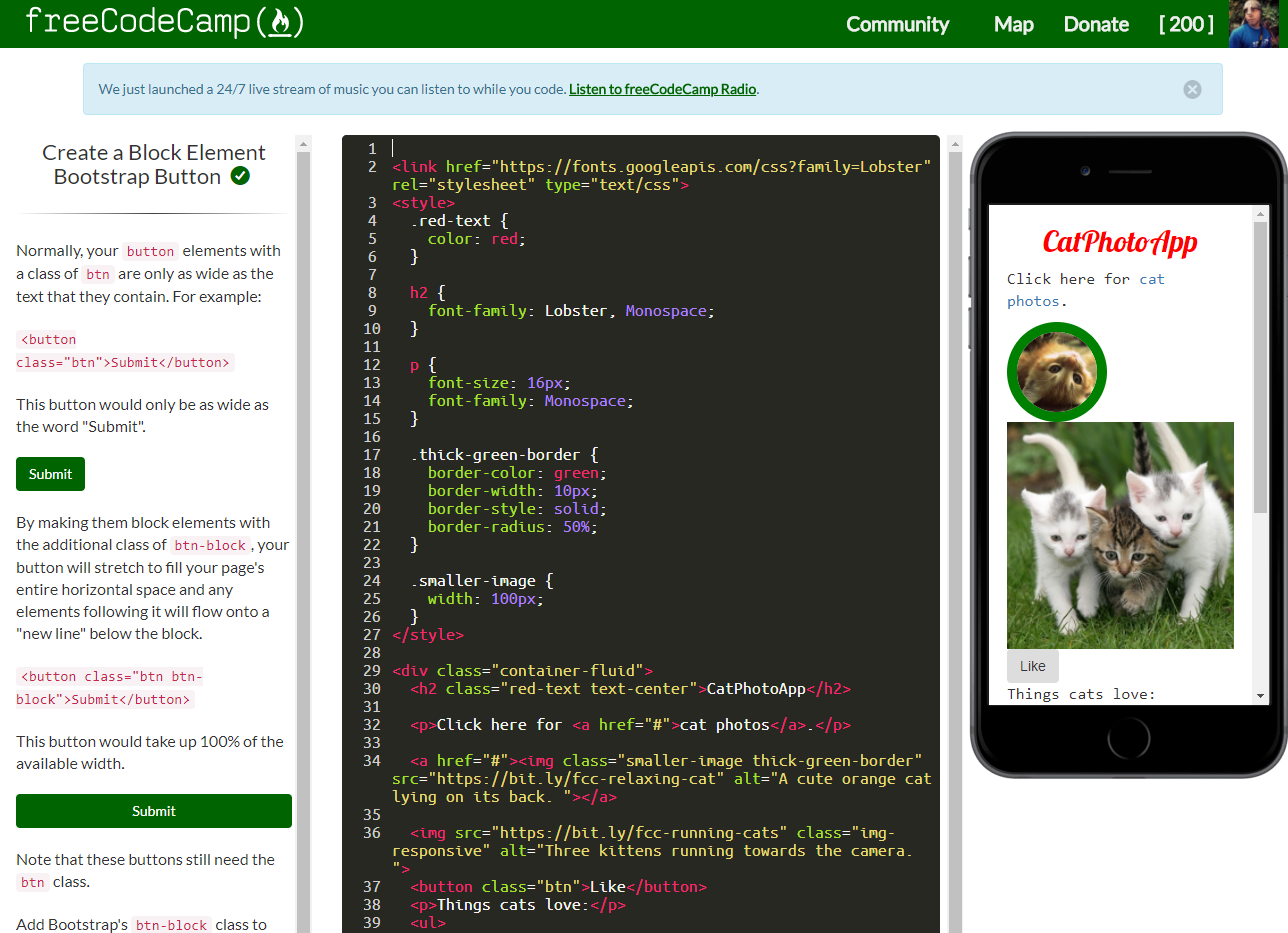 freeCodeCamp(🔥)
Community Map Donate [ 200 ]
We just launched a 24/7 live stream of music you can listen to while you code. Listen to freeCodeCamp Radio.
Create a Block Element
Bootstrap Button
Normally, your button elements with
a class of btn are only as wide as the
text that they contain. For example:
<button
class="btn">Submit</button>
This button would only be as wide as
the word "Submit".
Submit
By making them block elements with
the additional class of btn-block , your
button will stretch to fill your page's
entire horizontal space and any
elements following it will flow onto a
"new line" below the block.
<button class="btn btn-
block">Submit</button>
This button would take up 100% of the
available width.
Submit
Note that these buttons still need the
btn class.
Add Bootstrap's btn-block class to
1
2 <link href="https://fonts.googleapis.com/css?family=Lobster"
rel="stylesheet" type="text/css">
3 <style>
4 .red-text {
5 color: red;
6 }
7
8 h2 {
9 font-family: Lobster, Monospace;
10 }
11
12 p {
13 font-size: 16px;
14 font-family: Monospace;
15 }
16
17 .thick-green-border {
18 border-color: green;
19 border-width: 10px;
20 border-style: solid;
21 border-radius: 50%;
22 }
23
24 .smaller-image {
25 width: 100px;
26 }
27 </style>
28
29 <div class="container-fluid">
30 <h2 class="red-text text-center">CatPhotoApp</h2>
31
32 <p>Click here for <a href="#">cat photos</a>.</p>
33
34 <a href="#"><img class="smaller-image thick-green-border"
src="https://bit.ly/fcc-relaxing-cat" alt="A cute orange cat
lying on its back. "></a>
35
36 <img src="https://bit.ly/fcc-running-cats" class="img-
responsive" alt="Three kittens running towards the camera.
">
37 <button class="btn">Like</button>
38 <p>Things cats love:</p>
39 <ul>
CatPhotoApp
Click here for cat
photos.
Like
Things cats love: